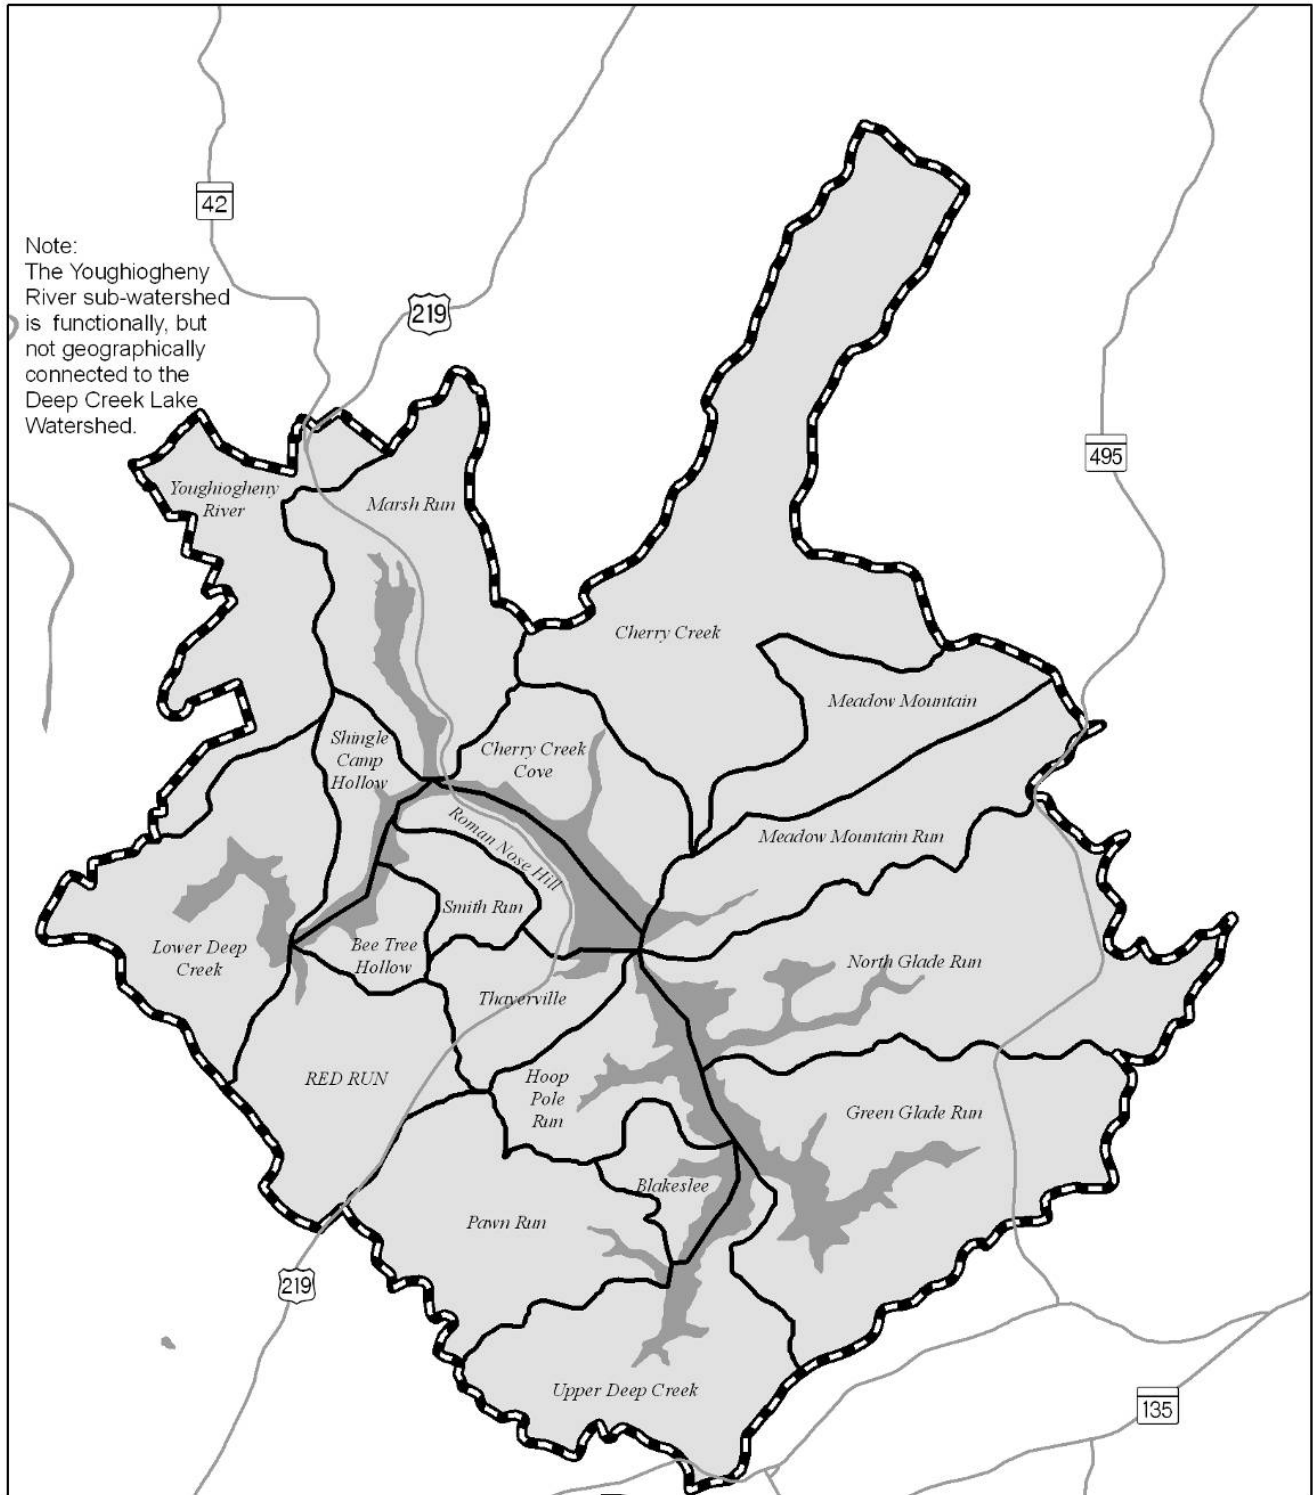 42
Note:
The Youghiogheny
River sub-watershed
is functionally, but
not geographically
connected to the
Deep Creek Lake
Watershed.
219
495
Youghiogheny
River
Marsh Run
Cherry Creek
Meadow Mountain
Shingle
Camp
Hollow
Cherry Creek
Cove
Roman Nose Hill
Meadow Mountain Run
Smith Run
Lower Deep
Creek
Bee Tree
Hollow
North Glade Run
Thayerville
RED RUN
Hoop
Pole
Run
Green Glade Run
Blakeslee
Pawn Run
219
Upper Deep Creek
135